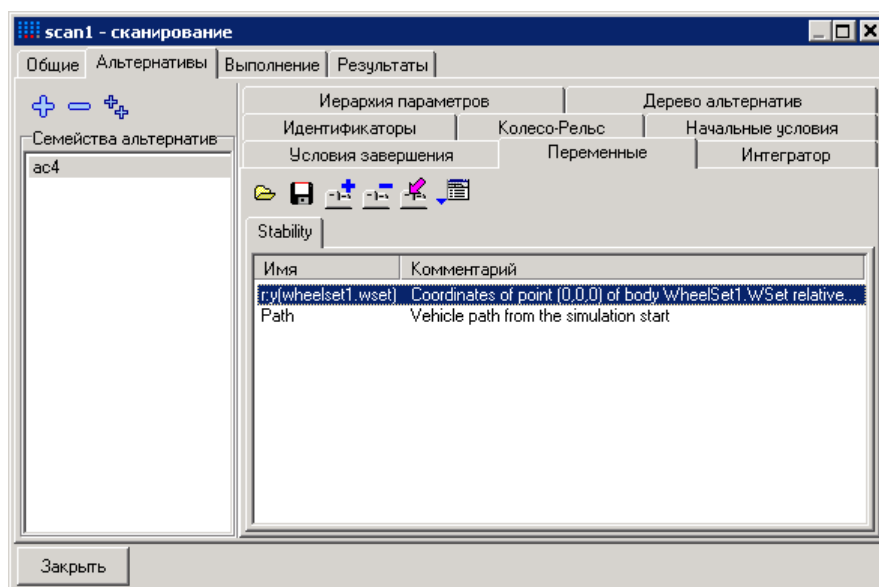 scan1 - сканирование
Общие Альтернативы Выполнение Результаты
Иерархия параметров Дерево альтернатив
Идентификаторы Колесо-Рельс Начальные условия
Условия завершения Переменные Интегратор
Семейства альтернатив
ac4
Stability
Имя Комментарий
r:y(wheelset1.wset) Coordinates of point (0,0,0) of body WheelSet1.WSet relative...
Path Vehicle path from the simulation start
Закрыть